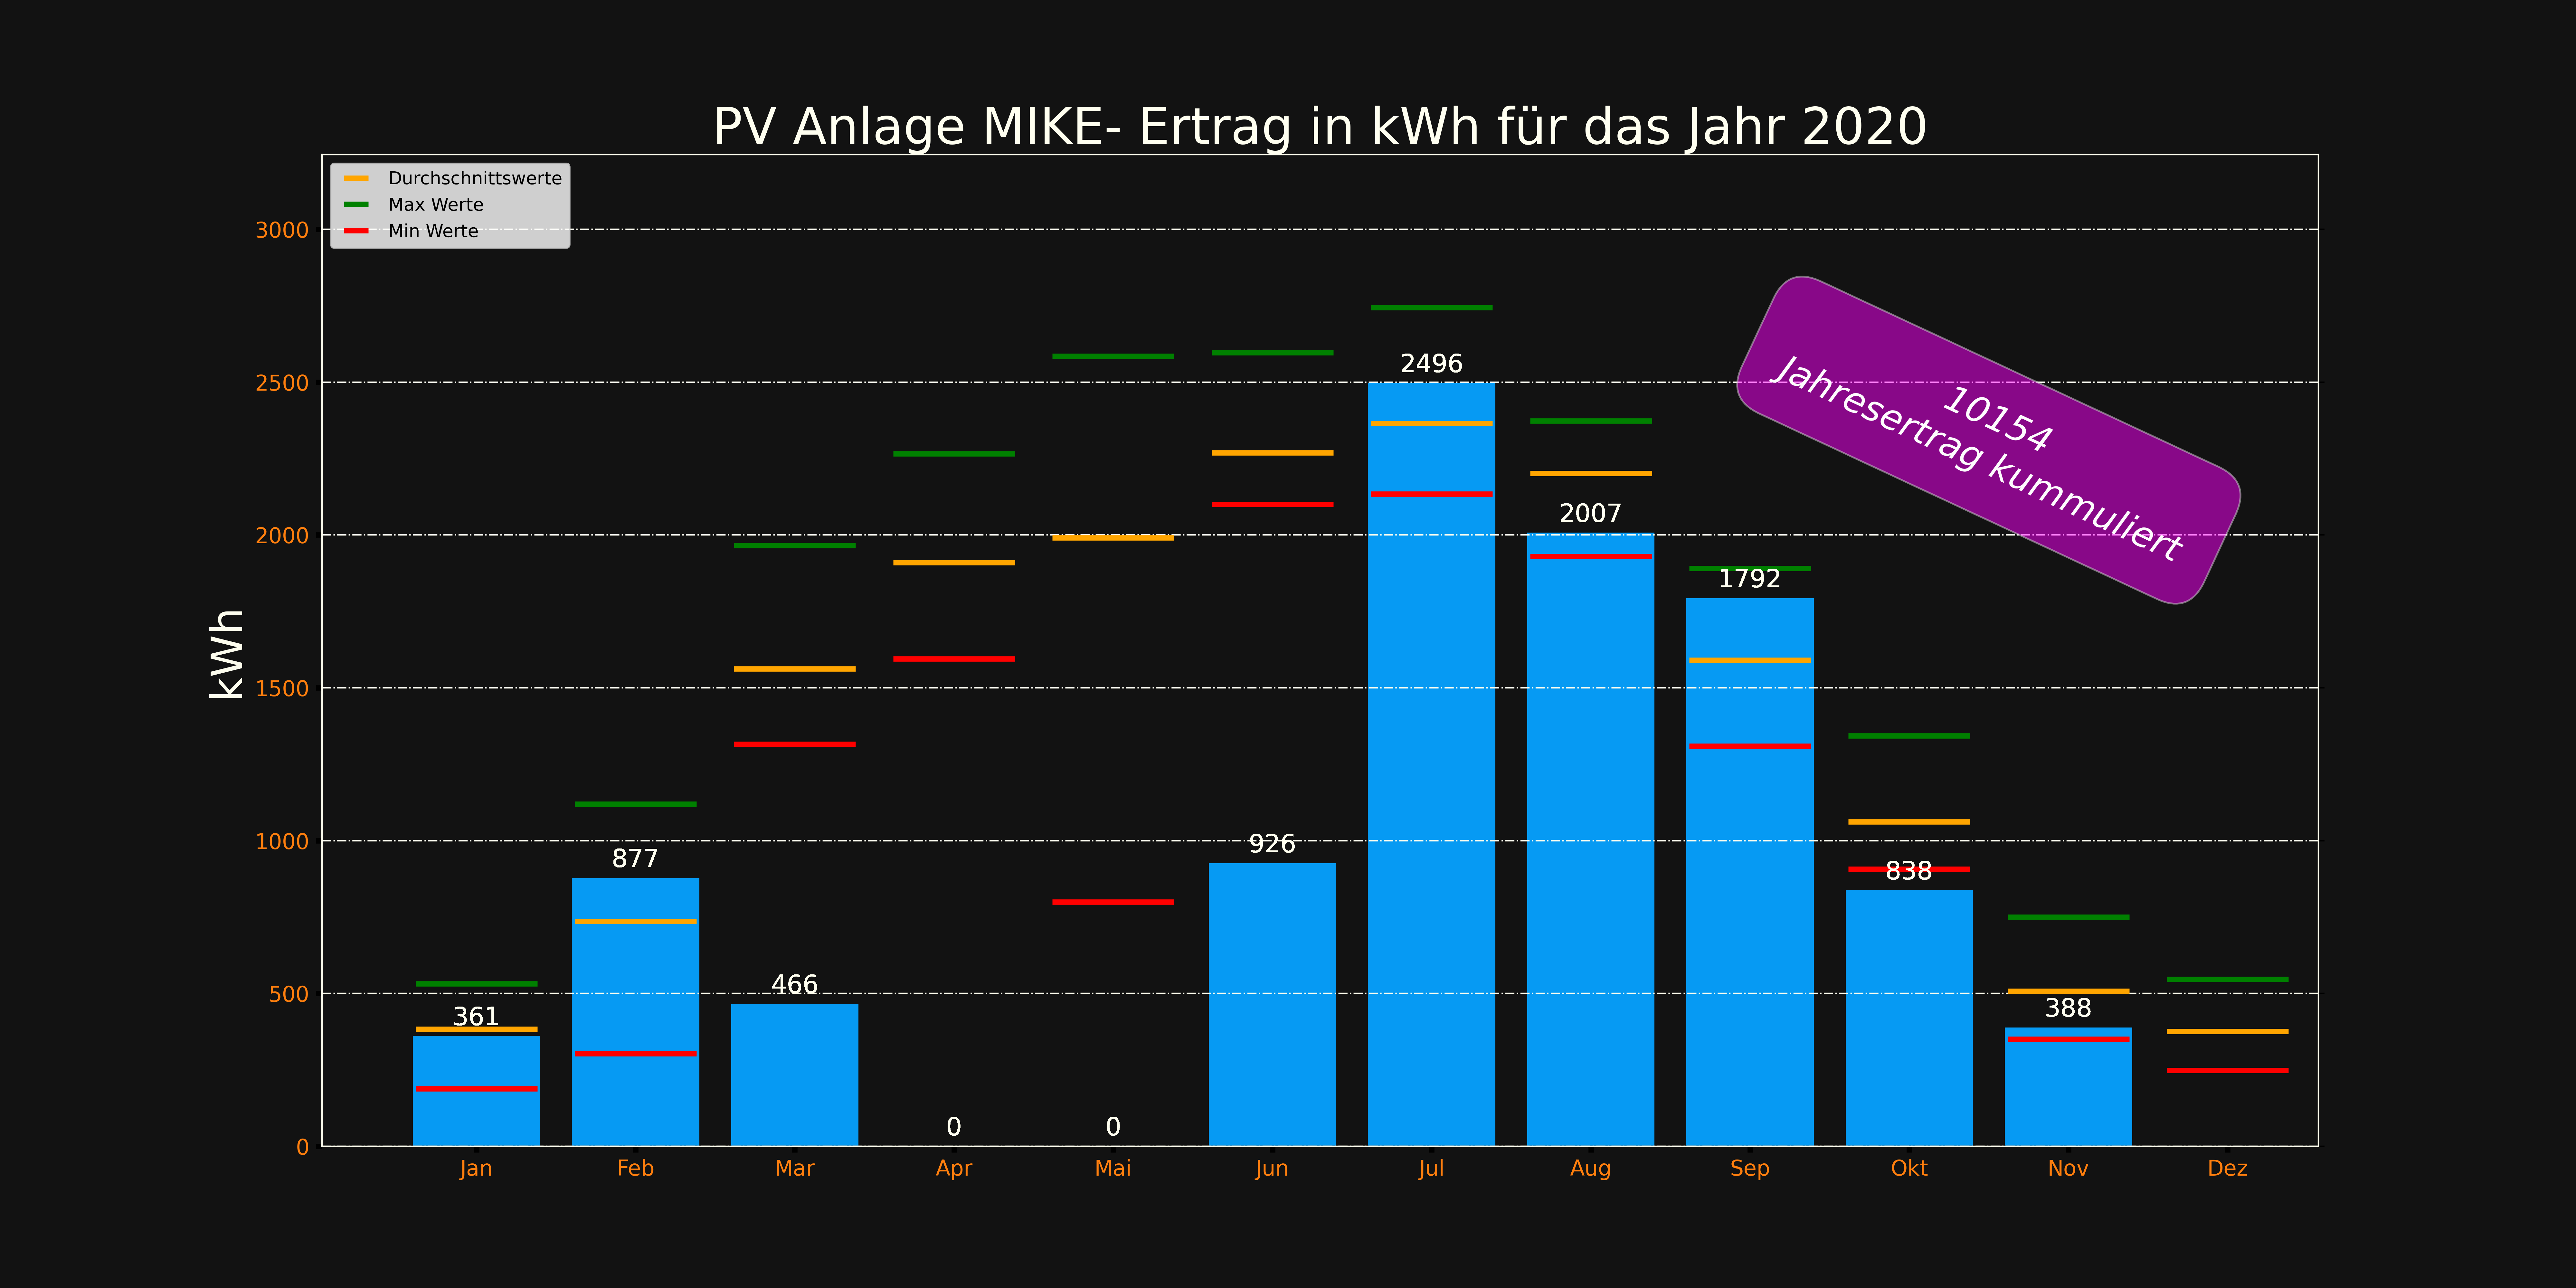 PV Anlage MIKE- Ertrag in kWh für das Jahr 2020
Durchschnittswerte
Max Werte
Min Werte
kWh
3000
2500
2000
1500
1000
500
0
361
877
466
0
0
926
2496
2007
1792
838
388
10154
Jahresertrag kummuliert
Jan
Feb
Mar
Apr
Mai
Jun
Jul
Aug
Sep
Okt
Nov
Dez